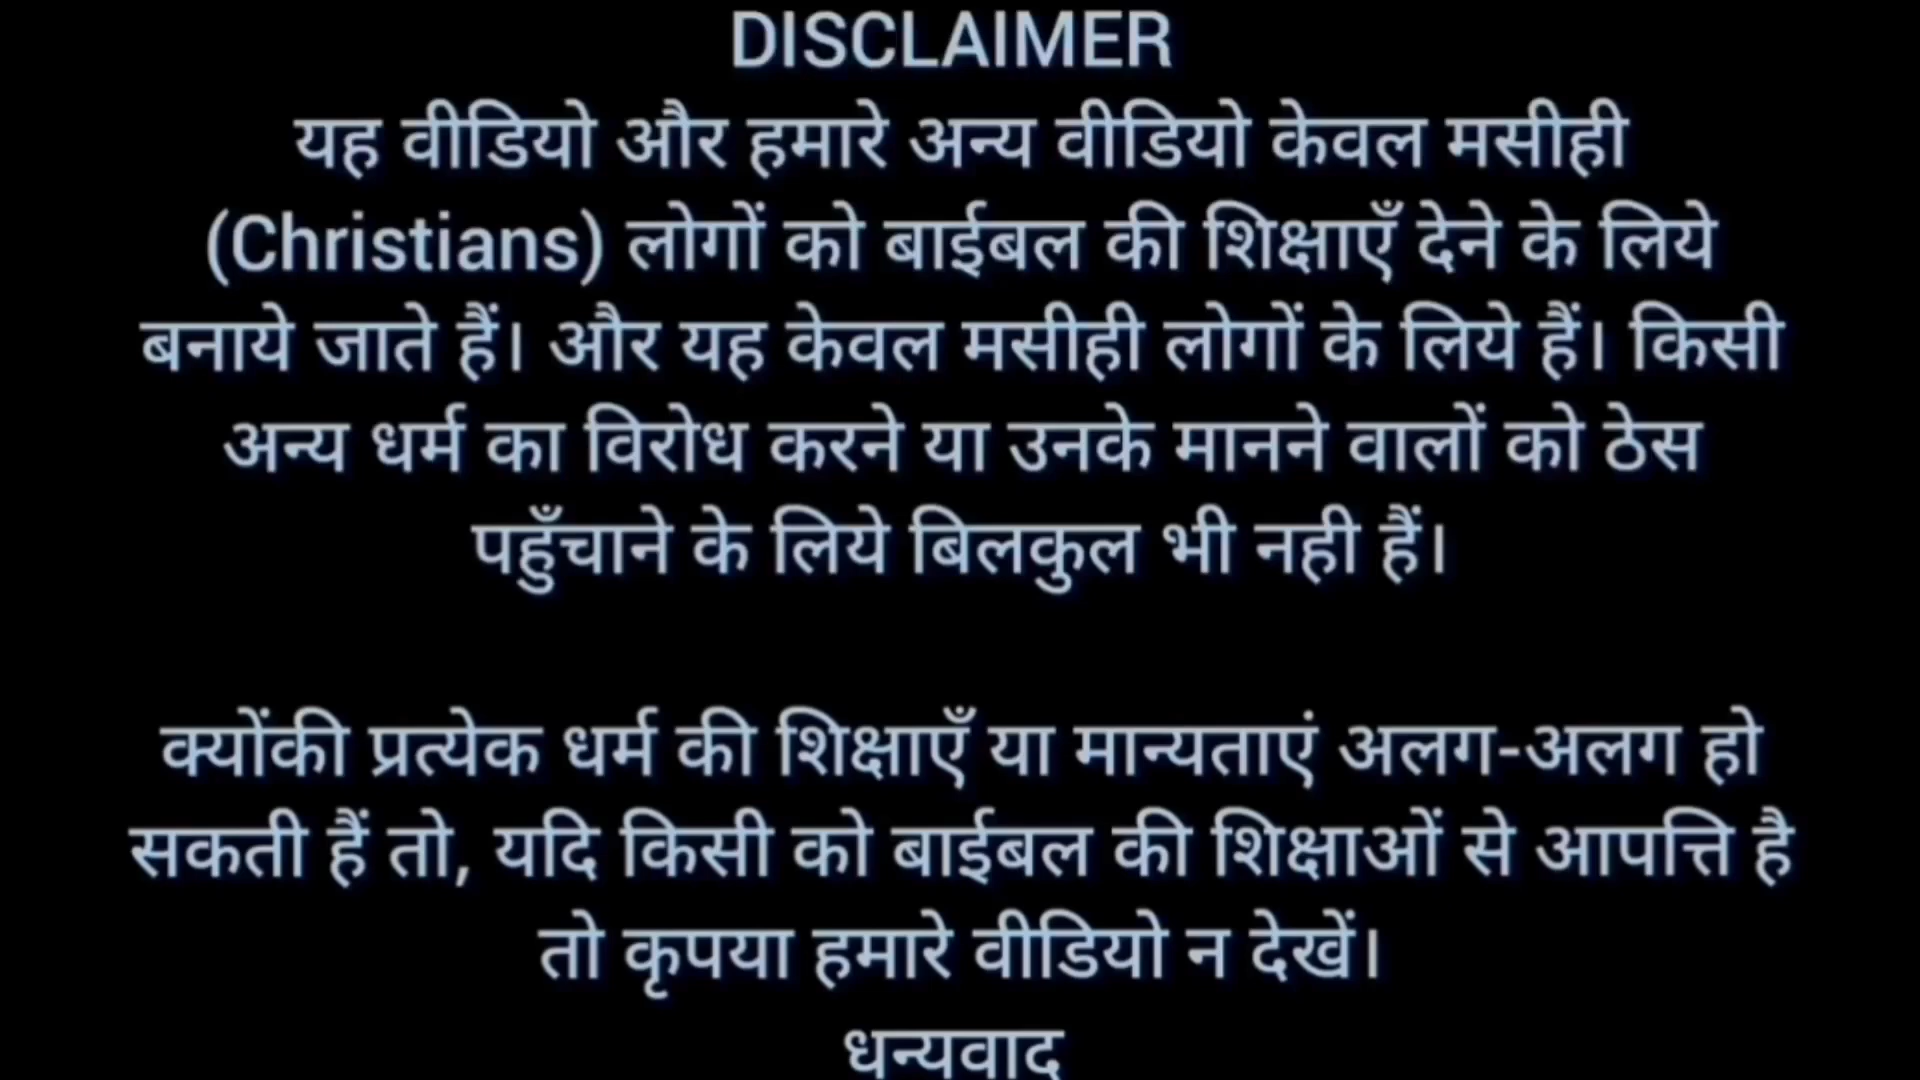 DISCLAIMER
यह वीडियो और हमारे अन्य वीडियो केवल मसीही
(Christians) लोगों को बाईबल की शिक्षाएँ देने के लिये
बनाये जाते हैं। और यह केवल मसीही लोगों के लिये हैं। किसी
अन्य धर्म का विरोध करने या उनके मानने वालों को ठेस
पहुँचाने के लिये बिलकुल भी नही हैं।
क्योंकी प्रत्येक धर्म की शिक्षाएँ या मान्यताएं अलग-अलग हो
सकती हैं तो, यदि किसी को बाईबल की शिक्षाओं से आपत्ति है
तो कृपया हमारे वीडियो न देखें।
धन्यवाद